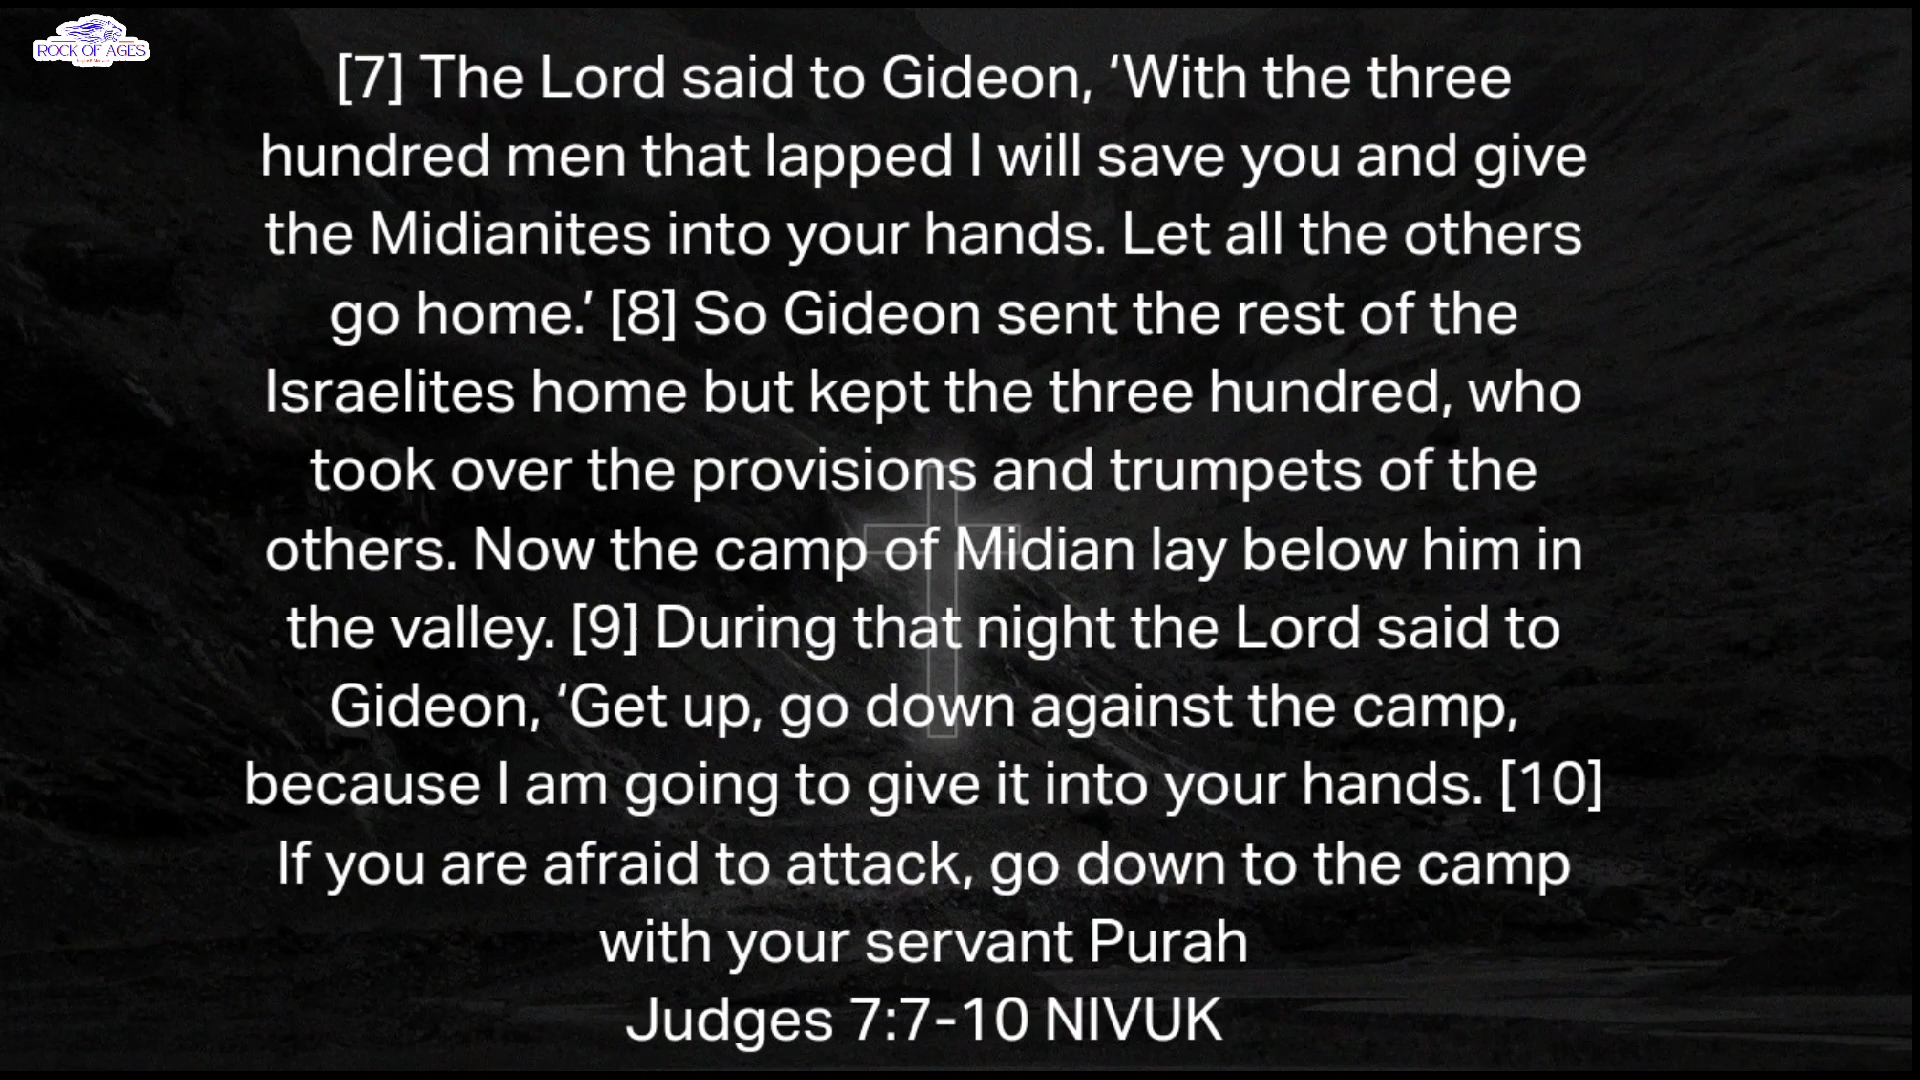 ROCK OF AGES
[7] The Lord said to Gideon, ‘With the three
hundred men that lapped I will save you and give
the Midianites into your hands. Let all the others
go home.’ [8] So Gideon sent the rest of the
Israelites home but kept the three hundred, who
took over the provisions and trumpets of the
others. Now the camp of Midian lay below him in
the valley. [9] During that night the Lord said to
Gideon, ‘Get up, go down against the camp,
because I am going to give it into your hands. [10]
If you are afraid to attack, go down to the camp
with your servant Purah
Judges 7:7-10 NIVUK